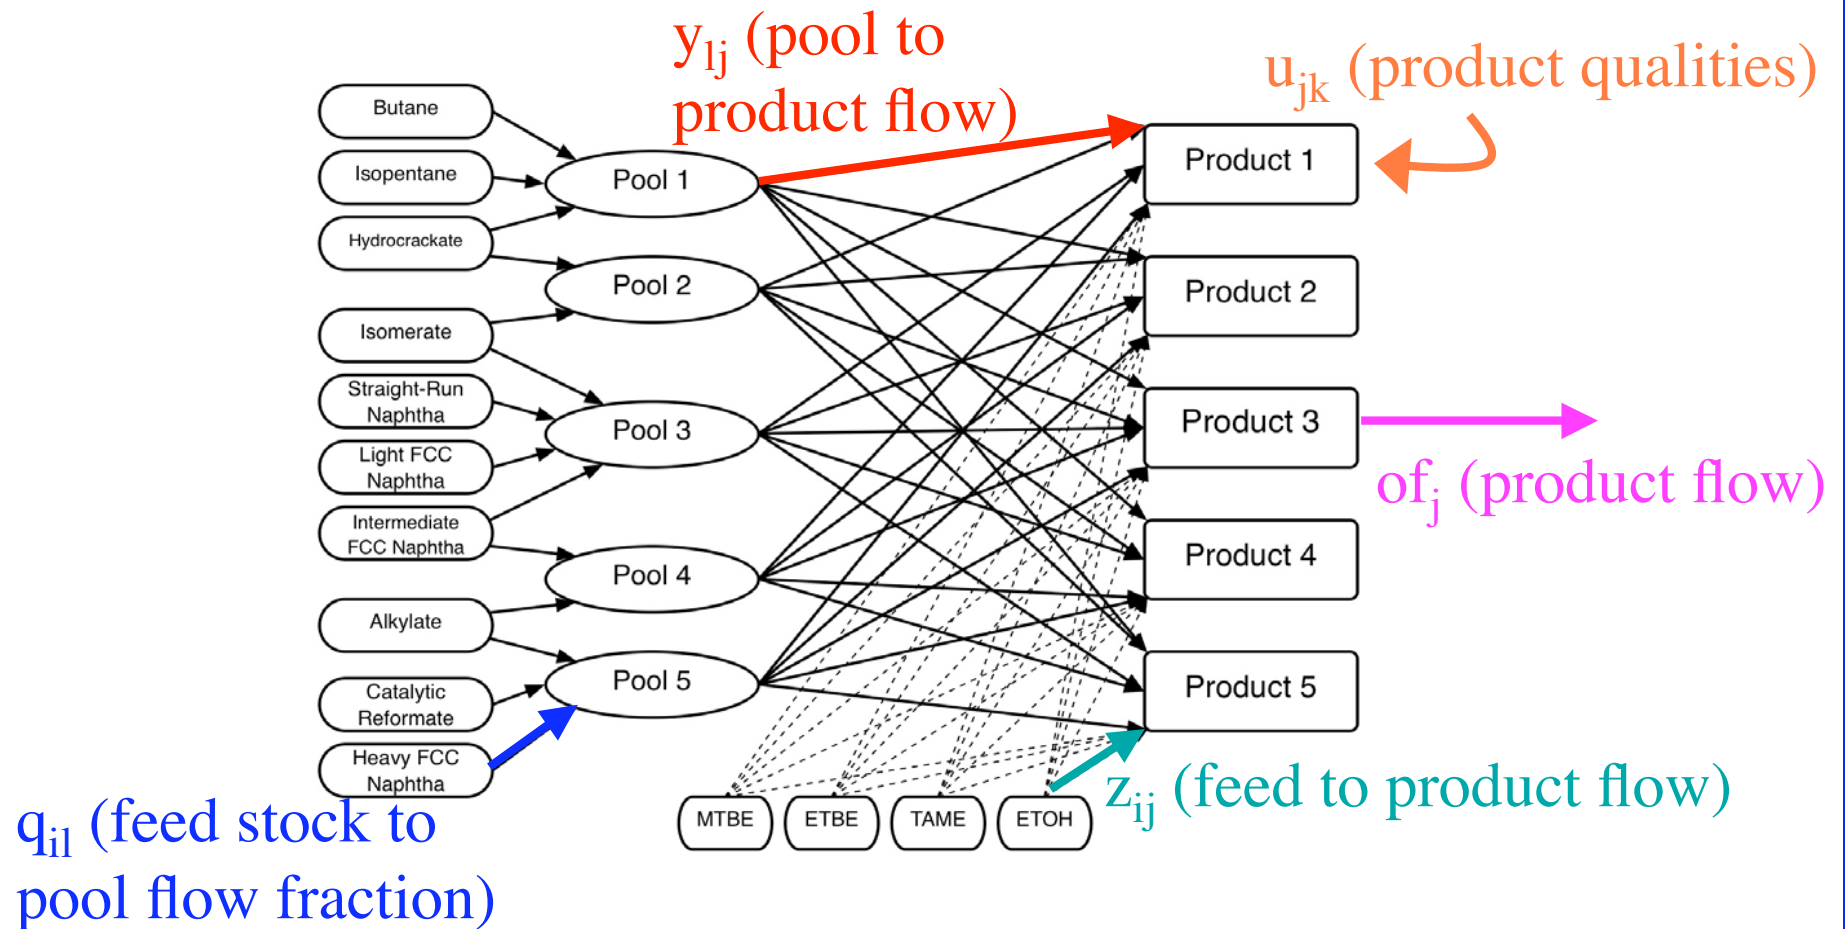 y_lj (pool to
product flow)
u_jk (product qualities)
Butane
Isopentane
Hydrocrackate
Isomerate
Straight-Run
Naphtha
Light FCC
Naphtha
Intermediate
FCC Naphtha
Alkylate
Catalytic
Reformate
Heavy FCC
Naphtha
Pool 1
Pool 2
Pool 3
Pool 4
Pool 5
Product 1
Product 2
Product 3
Product 4
Product 5
of_j (product flow)
MTBE
ETBE
TAME
ETOH
z_ij (feed to product flow)
q_il (feed stock to
pool flow fraction)